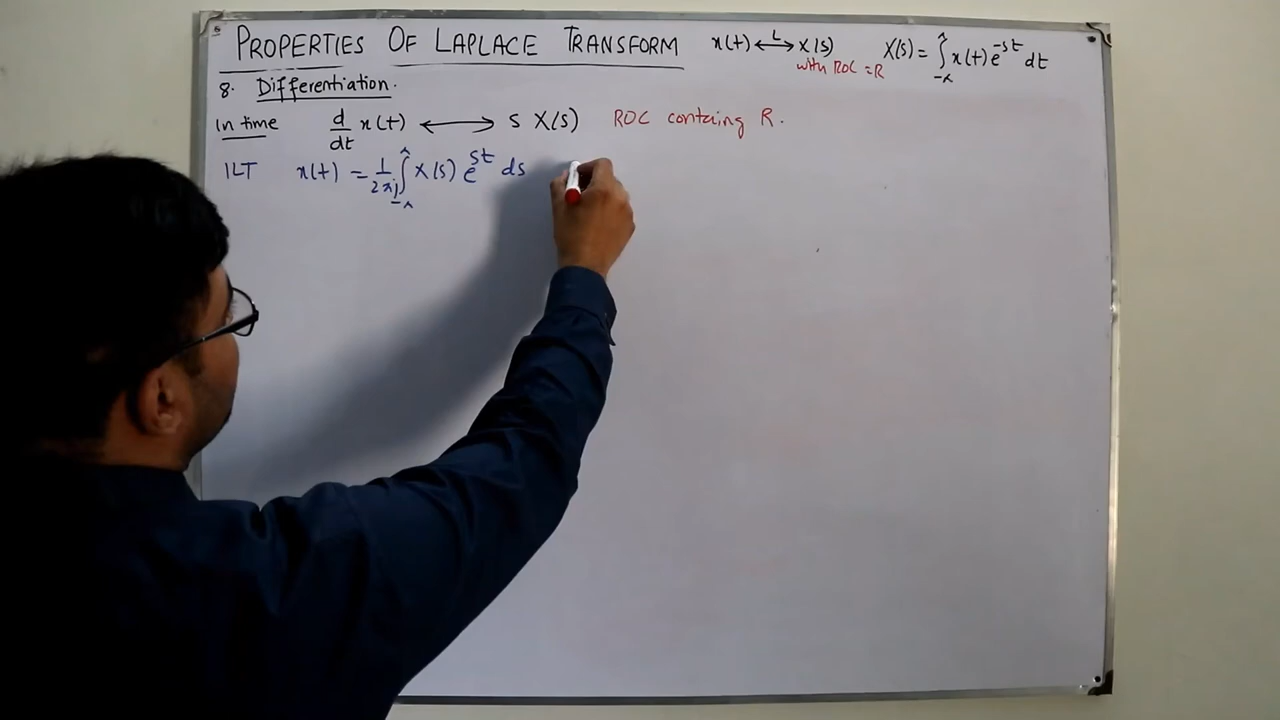 PROPERTIES OF LAPLACE TRANSFORM x(t) ⟷ᴸ X(s) X(s) = ∫_{-∞}^{∞} x(t) e^{-st} dt
with ROC = R
8. Differentiation.
In time d/dt x(t) ⟷ s X(s) ROC containg R.
ILT x(t) = 1/2πj ∫_{-∞}^{∞} X(s) e^{st} ds